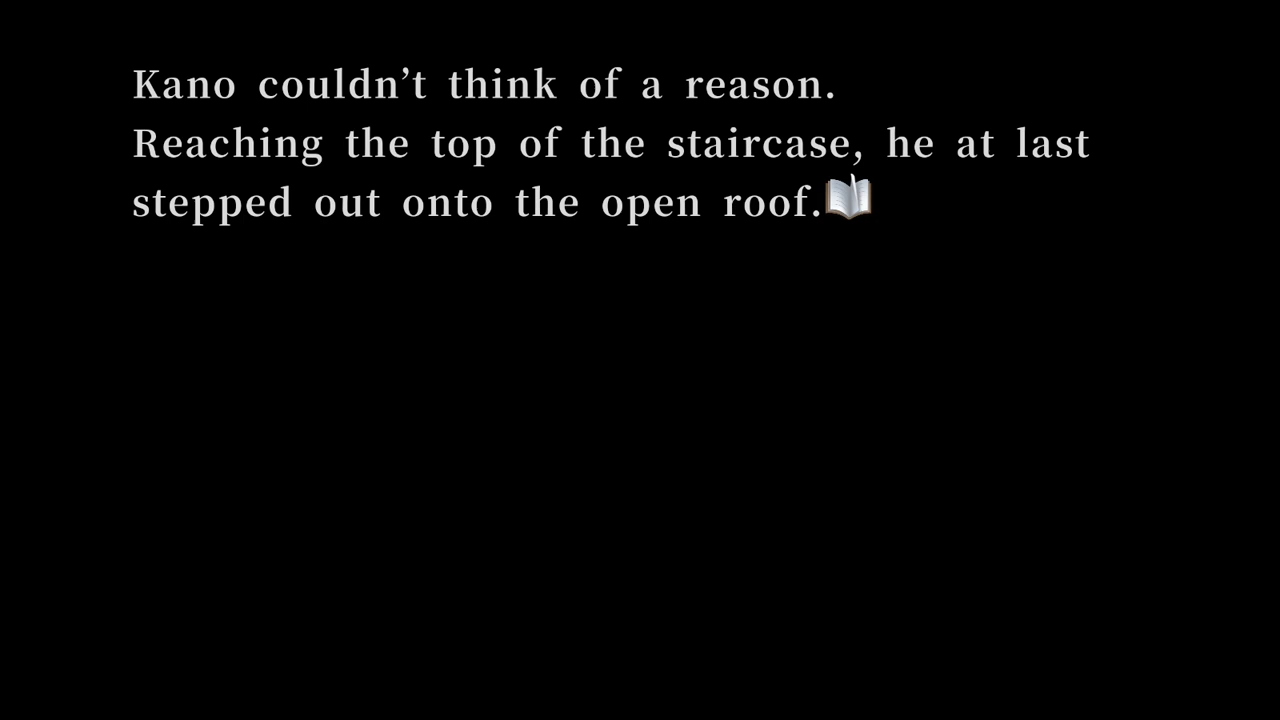 Kano couldn’t think of a reason.
Reaching the top of the staircase, he at last
stepped out onto the open roof.